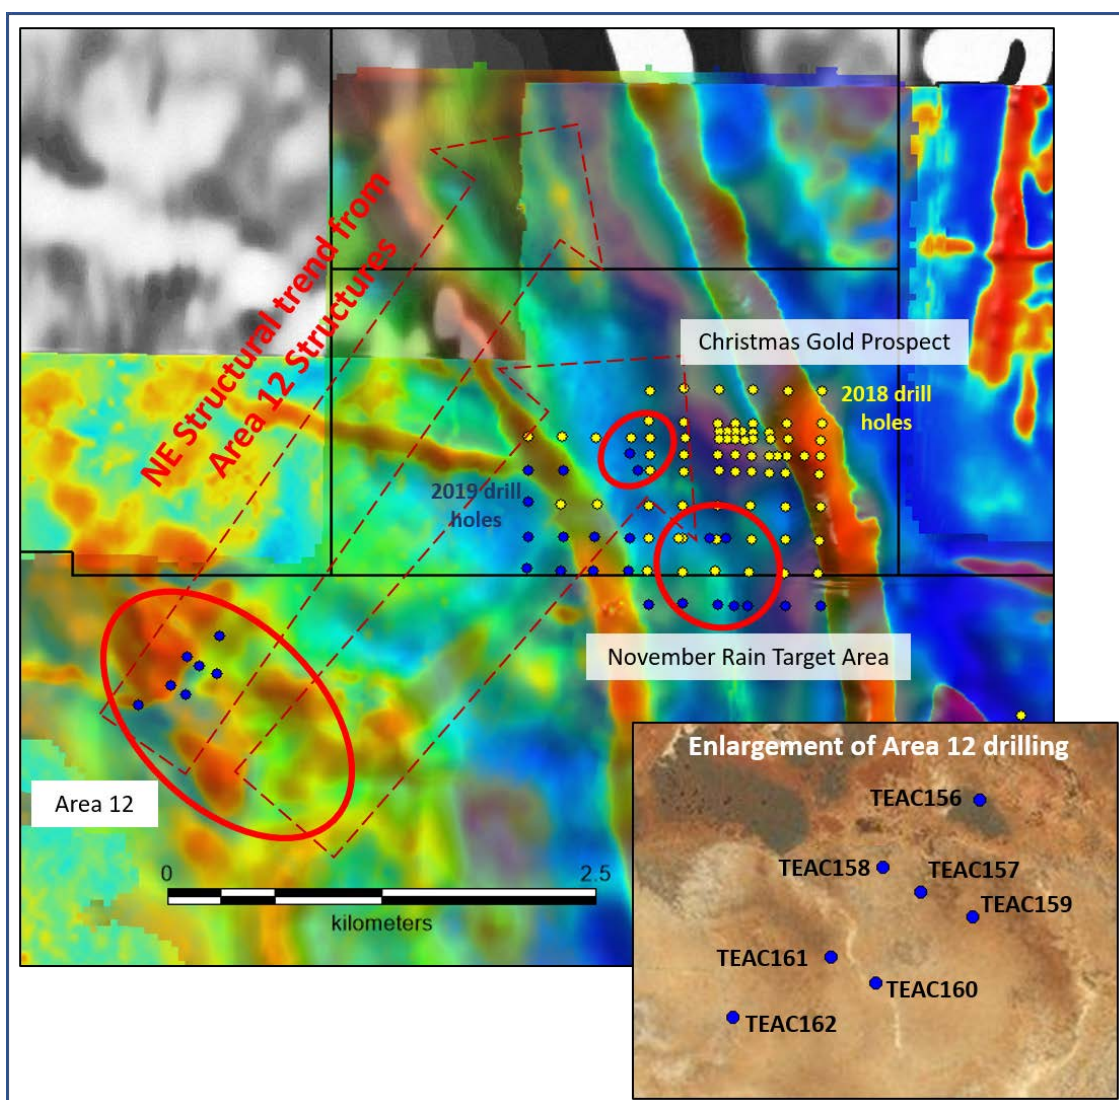 NE Structural trend from
Area 12 Structures
Christmas Gold Prospect
2018 drill
holes
2019 drill
holes
November Rain Target Area
Area 12
0 2.5
kilometers
Enlargement of Area 12 drilling
TEAC156
TEAC158
TEAC157
TEAC159
TEAC161
TEAC160
TEAC162